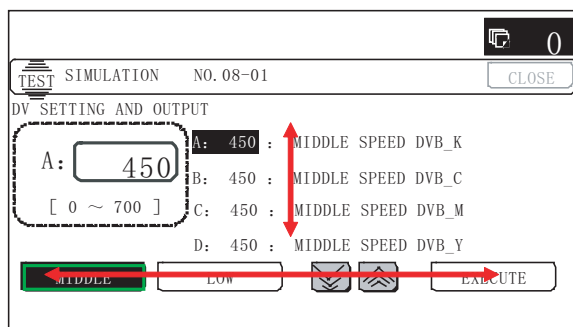 0
TEST SIMULATION NO. 08-01 CLOSE
DV SETTING AND OUTPUT
A: 450
[ 0 ~ 700 ]
A: 450 : MIDDLE SPEED DVB_K
B: 450 : MIDDLE SPEED DVB_C
C: 450 : MIDDLE SPEED DVB_M
D: 450 : MIDDLE SPEED DVB_Y
MIDDLE LOW EXECUTE